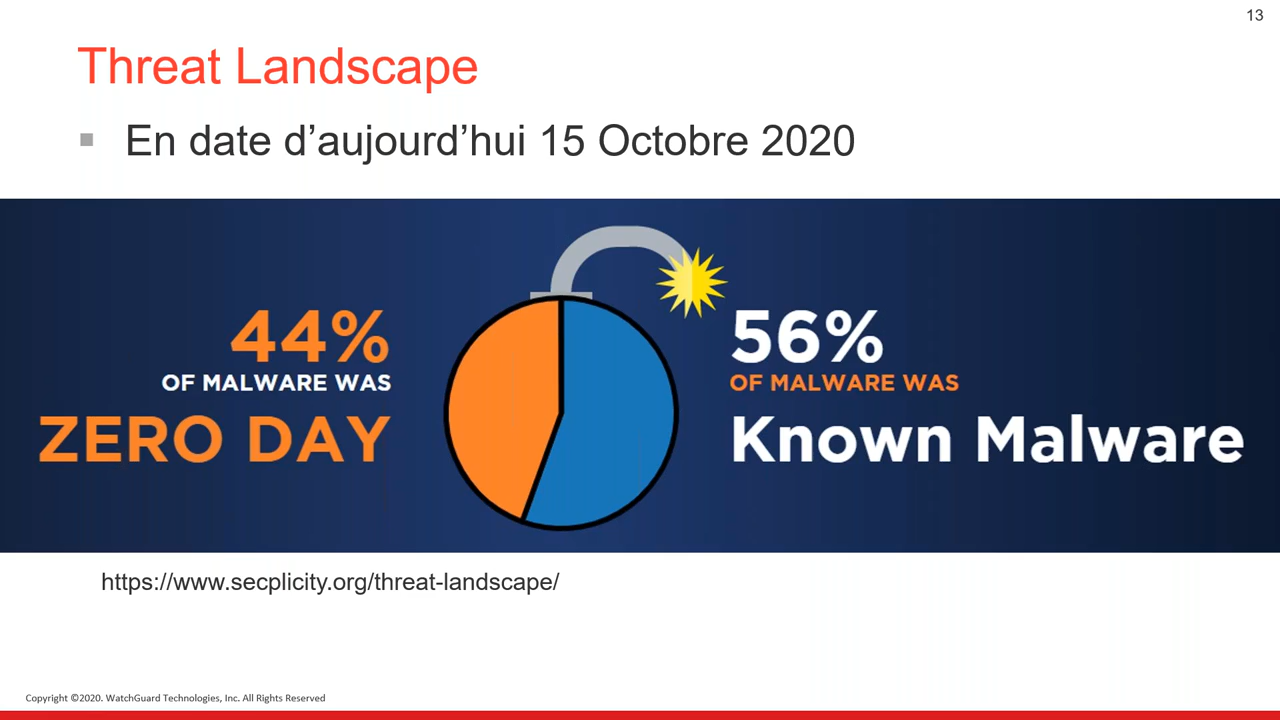 13
Threat Landscape
En date d’aujourd’hui 15 Octobre 2020
44%
OF MALWARE WAS
ZERO DAY
56%
OF MALWARE WAS
Known Malware
https://www.secplicity.org/threat-landscape/
Copyright ©2020. WatchGuard Technologies, Inc. All Rights Reserved